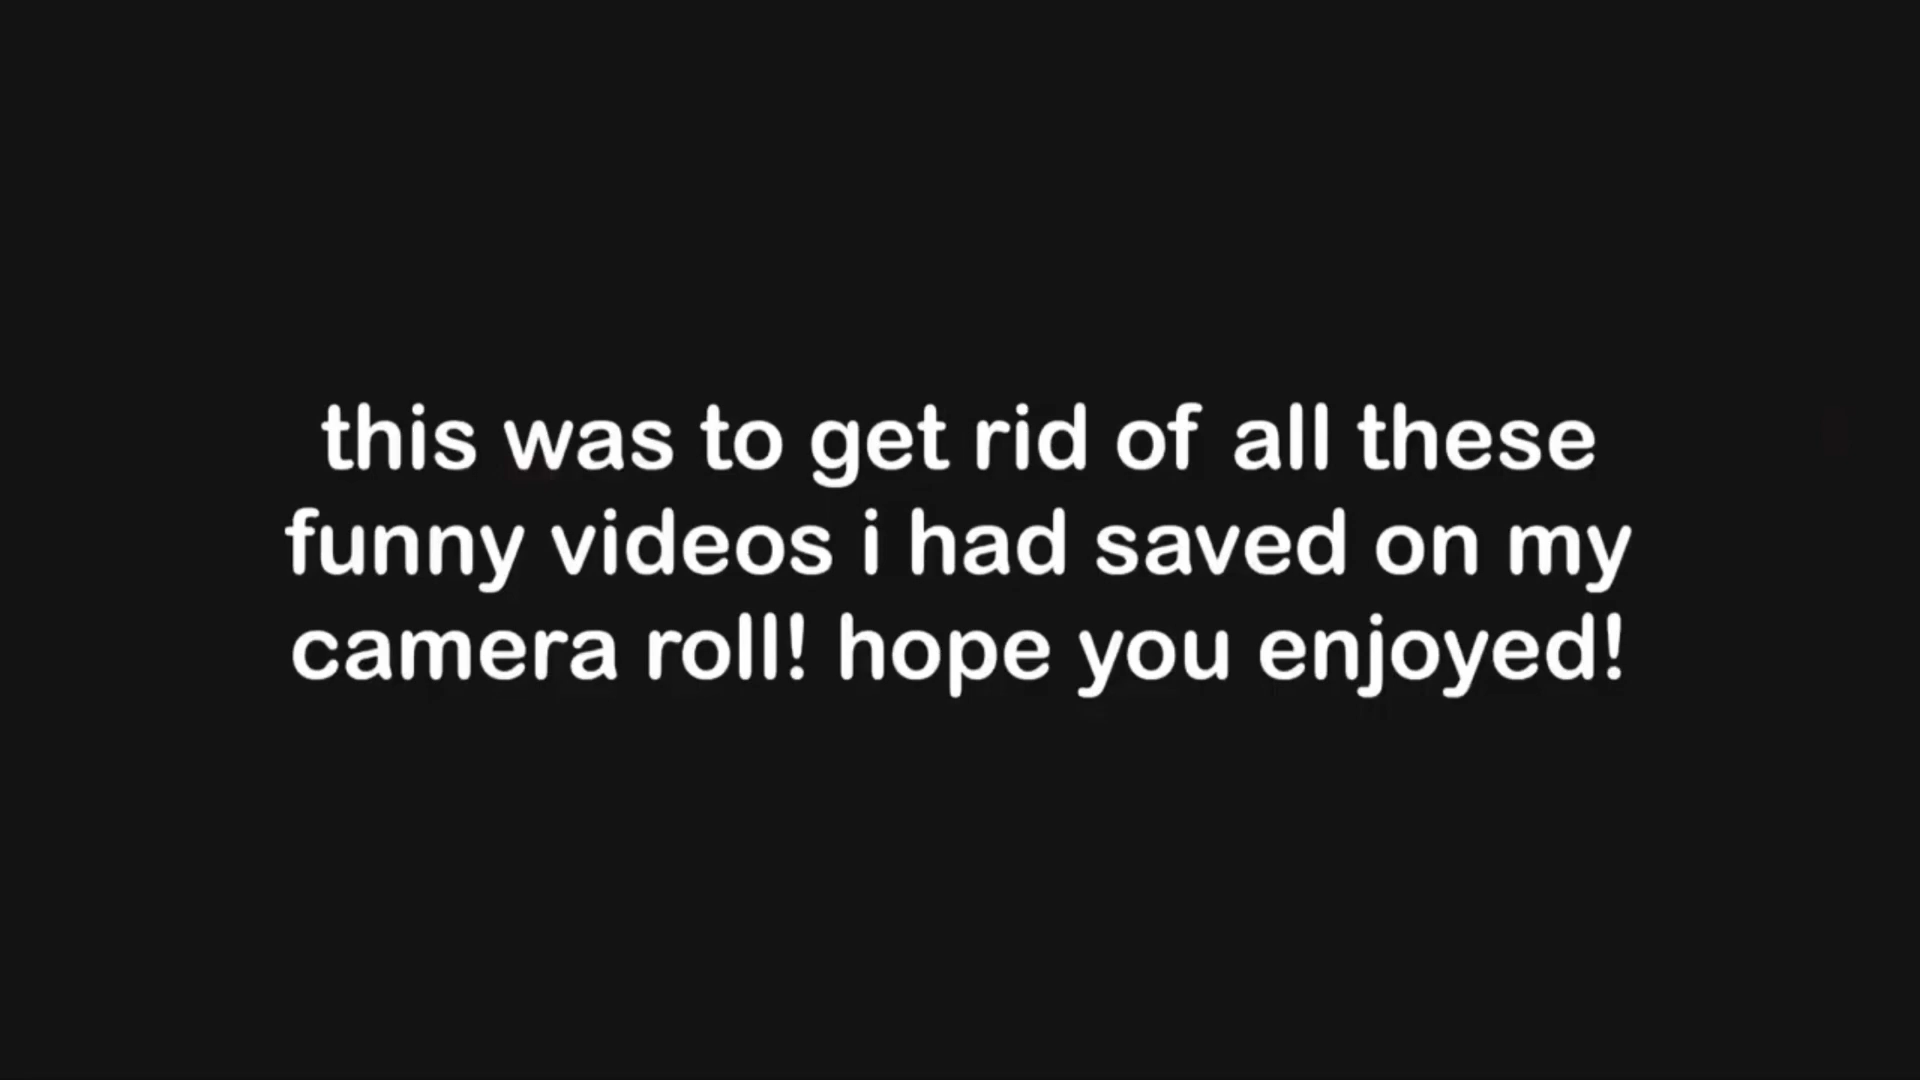 this was to get rid of all these
funny videos i had saved on my
camera roll! hope you enjoyed!